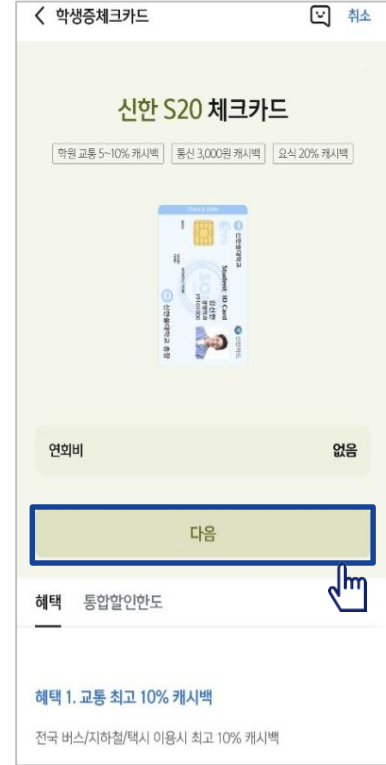 학생증체크카드
취소
신한 S20 체크카드
학원 교통 5~10% 캐시백
통신 3,000원 캐시백
요식 20% 캐시백
Student ID Card
연회비
없음
다음
혜택
통합할인한도
혜택 1. 교통 최고 10% 캐시백
전국 버스/지하철/택시 이용시 최고 10% 캐시백